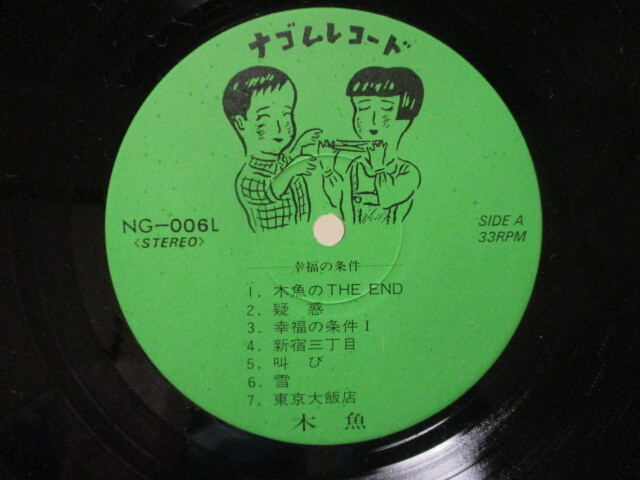 ナゴムレコード
NG-006L
<STEREO>
SIDE A
33RPM
幸福の条件
1. 木魚のTHE END
2. 疑 惑
3. 幸福の条件Ⅰ
4. 新宿三丁目
5. 叫 び
6. 雪
7. 東京大飯店
木 魚